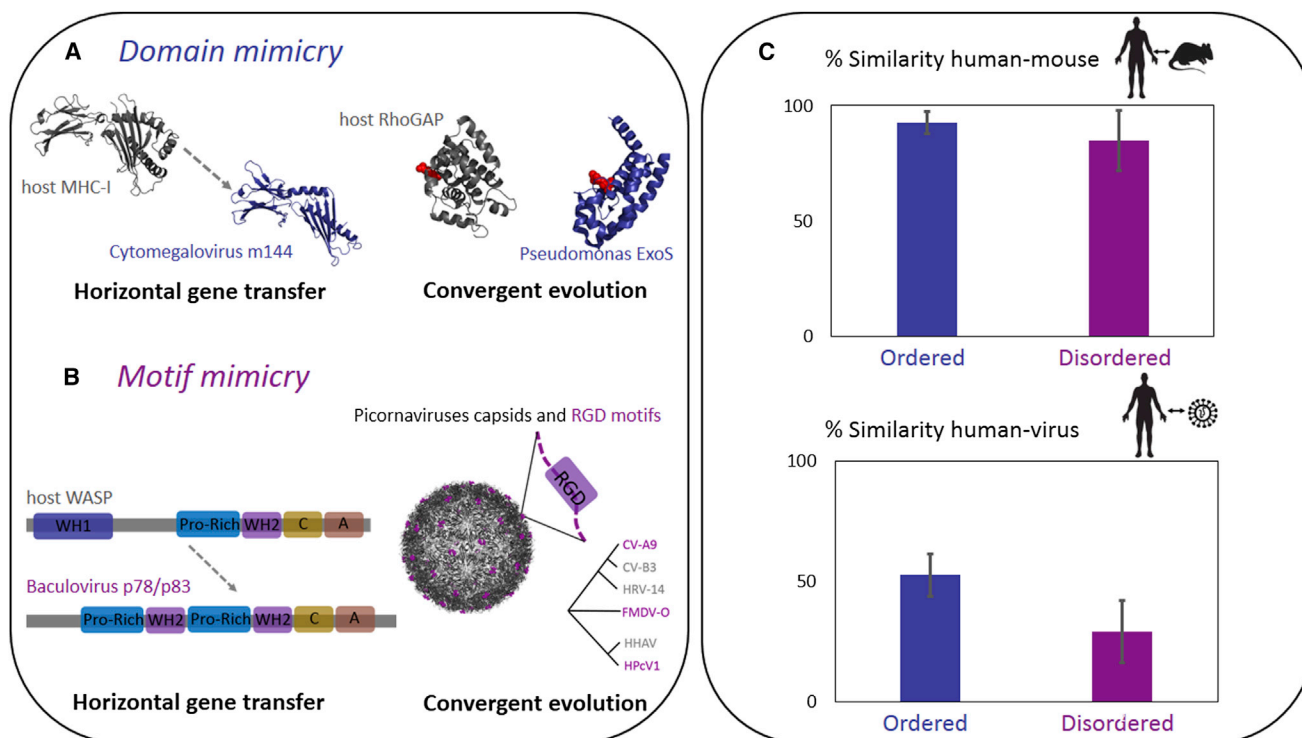 A Domain mimicry
host MHC-I
Cytomegalovirus m144
Horizontal gene transfer
host RhoGAP
Pseudomonas ExoS
Convergent evolution
B Motif mimicry
host WASP
WH1 Pro-Rich WH2 C A
Baculovirus p78/p83
Pro-Rich WH2 Pro-Rich WH2 C A
Horizontal gene transfer
Picornaviruses capsids and RGD motifs
RGD
CV-A9
CV-B3
HRV-14
FMDV-O
HHAV
HPcV1
Convergent evolution
C
% Similarity human-mouse
100
50
0
Ordered Disordered
% Similarity human-virus
100
50
0
Ordered Disordered